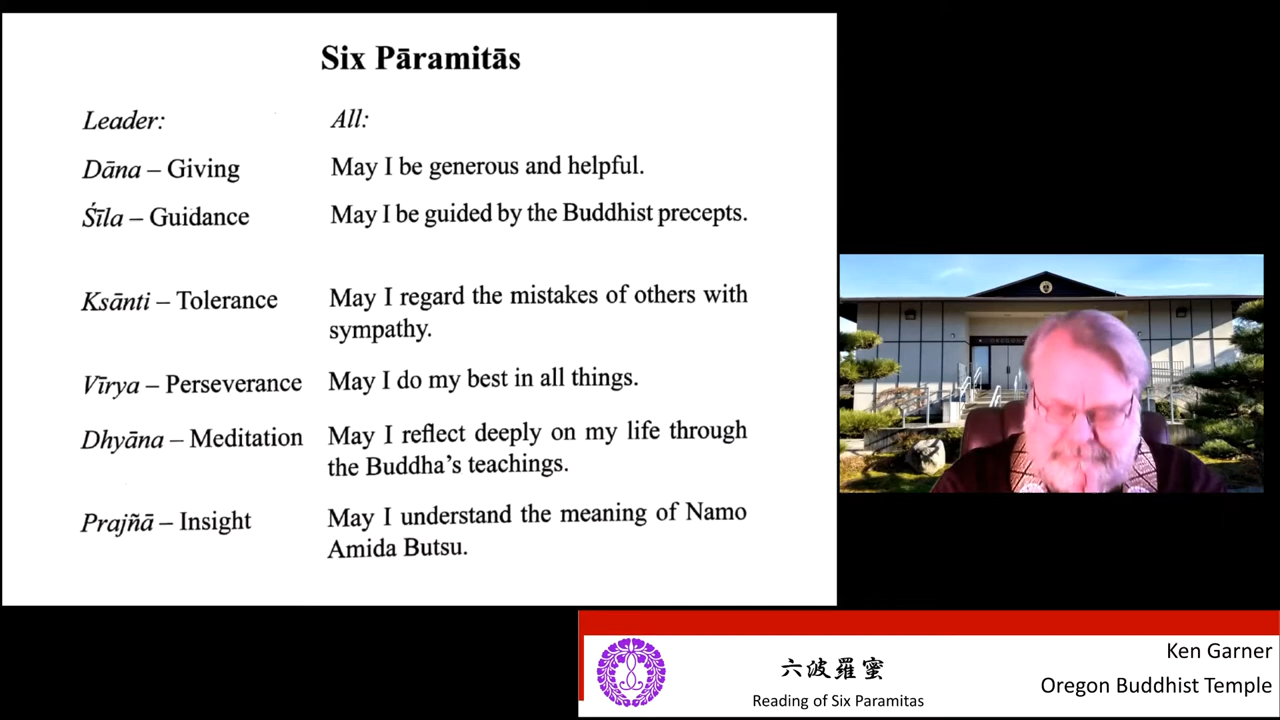 Six Pāramitās
Leader:
All:
Dāna – Giving
May I be generous and helpful.
Śīla – Guidance
May I be guided by the Buddhist precepts.
Ksānti – Tolerance
May I regard the mistakes of others with
sympathy.
Vīrya – Perseverance
May I do my best in all things.
Dhyāna – Meditation
May I reflect deeply on my life through
the Buddha's teachings.
Prajñā – Insight
May I understand the meaning of Namo
Amida Butsu.
六波羅蜜
Reading of Six Paramitas
Ken Garner
Oregon Buddhist Temple